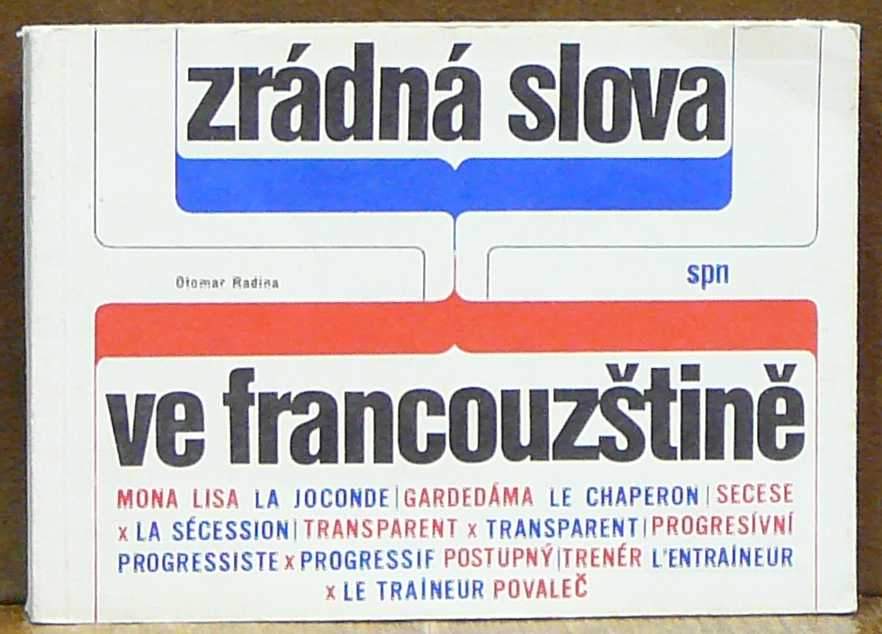 zrádná slova
Otomar Radina
spn
ve francouzštině
MONA LISA LA JOCONDE|GARDEDÁMA LE CHAPERON|SECESE
x LA SÉCESSION|TRANSPARENT x TRANSPARENT|PROGRESÍVNÍ
PROGRESSISTE x PROGRESSIF POSTUPNÝ|TRENÉR L'ENTRAÎNEUR
x LE TRAÎNEUR POVALEČ